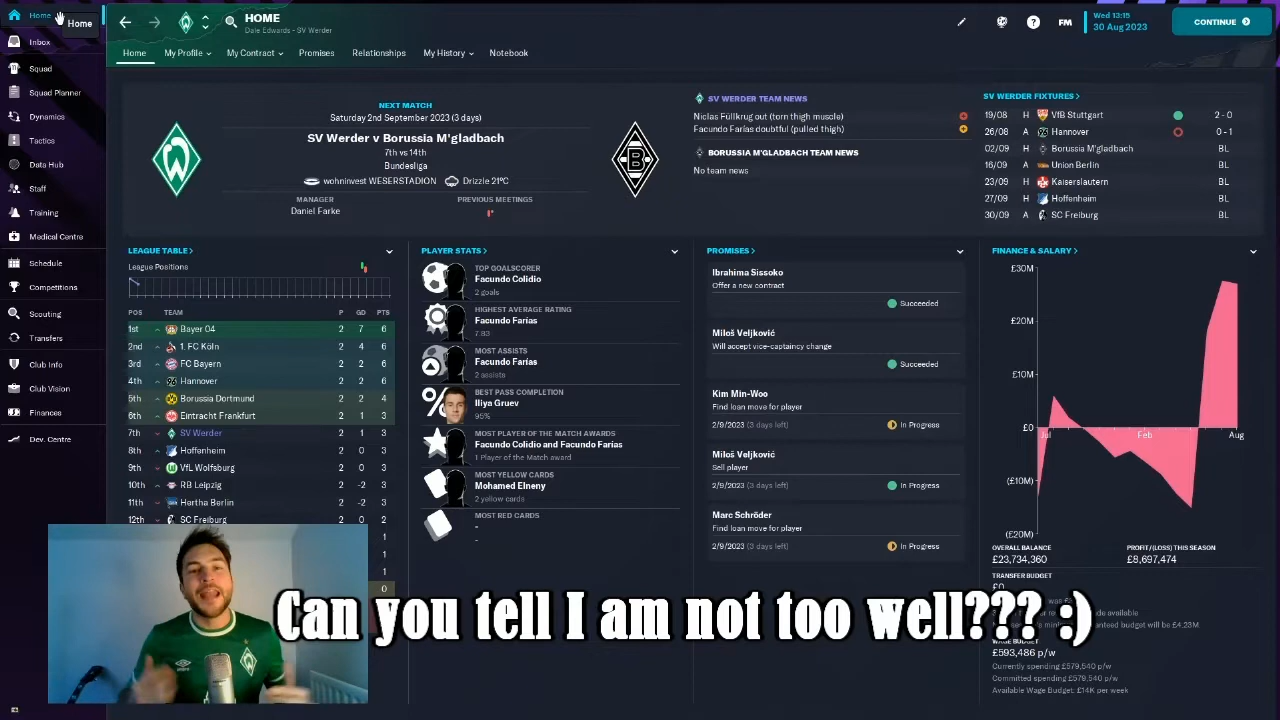 Home
Home
HOME
Dale Edwards - SV Werder
FM
Wed 13:15
30 Aug 2023
CONTINUE
Inbox
Squad
Squad Planner
Dynamics
Tactics
Data Hub
Staff
Training
Medical Centre
Schedule
Competitions
Scouting
Transfers
Club Info
Club Vision
Finances
Dev. Centre
Home
My Profile
My Contract
Promises
Relationships
My History
Notebook
NEXT MATCH
Saturday 2nd September 2023 (3 days)
SV Werder v Borussia M'gladbach
7th vs 14th
Bundesliga
wohninvest WESERSTADION
Drizzle 21°C
MANAGER
Daniel Farke
PREVIOUS MEETINGS
SV WERDER TEAM NEWS
Niclas Füllkrug out (torn thigh muscle)
Facundo Farías doubtful (pulled thigh)
BORUSSIA M'GLADBACH TEAM NEWS
No team news
SV WERDER FIXTURES
19/08 H VfB Stuttgart 2 - 0
26/08 A Hannover 0 - 1
02/09 H Borussia M'gladbach BL
16/09 A Union Berlin BL
23/09 H Kaiserslautern BL
27/09 H Hoffenheim BL
30/09 A SC Freiburg BL
LEAGUE TABLE
League Positions
POS TEAM P GD PTS
1st Bayer 04 2 7 6
2nd 1. FC Köln 2 4 6
3rd FC Bayern 2 2 6
4th Hannover 2 2 6
5th Borussia Dortmund 2 2 4
6th Eintracht Frankfurt 2 1 3
7th SV Werder 2 1 3
8th Hoffenheim 2 0 3
9th VfL Wolfsburg 2 0 3
10th RB Leipzig 2 -2 3
11th Hertha Berlin 2 -2 3
12th SC Freiburg 2 0 2
1
1
0
PLAYER STATS
TOP GOALSCORER
Facundo Colidio
2 goals
HIGHEST AVERAGE RATING
Facundo Farías
7.83
MOST ASSISTS
Facundo Farías
2 assists
BEST PASS COMPLETION
Iliya Gruev
95%
MOST PLAYER OF THE MATCH AWARDS
Facundo Colidio and Facundo Farías
1 Player of the Match award
MOST YELLOW CARDS
Mohamed Elneny
2 yellow cards
MOST RED CARDS
-
-
PROMISES
Ibrahima Sissoko
Offer a new contract
Succeeded
Miloš Veljković
Will accept vice-captaincy change
Succeeded
Kim Min-Woo
Find loan move for player
2/9/2023 (3 days left) In Progress
Miloš Veljković
Sell player
2/9/2023 (3 days left) In Progress
Marc Schröder
Find loan move for player
2/9/2023 (3 days left) In Progress
FINANCE & SALARY
£30M
£20M
£10M
£0
(£10M)
(£20M)
Jul
Feb
Aug
OVERALL BALANCE
£23,734,360
PROFIT/(LOSS) THIS SEASON
£8,697,474
TRANSFER BUDGET
£0
Can you tell I am not too well??? :)
WAGE BUDGET
£593,486 p/w
Currently spending £579,540 p/w
Committed spending £579,540 p/w
Available Wage Budget: £14K per week